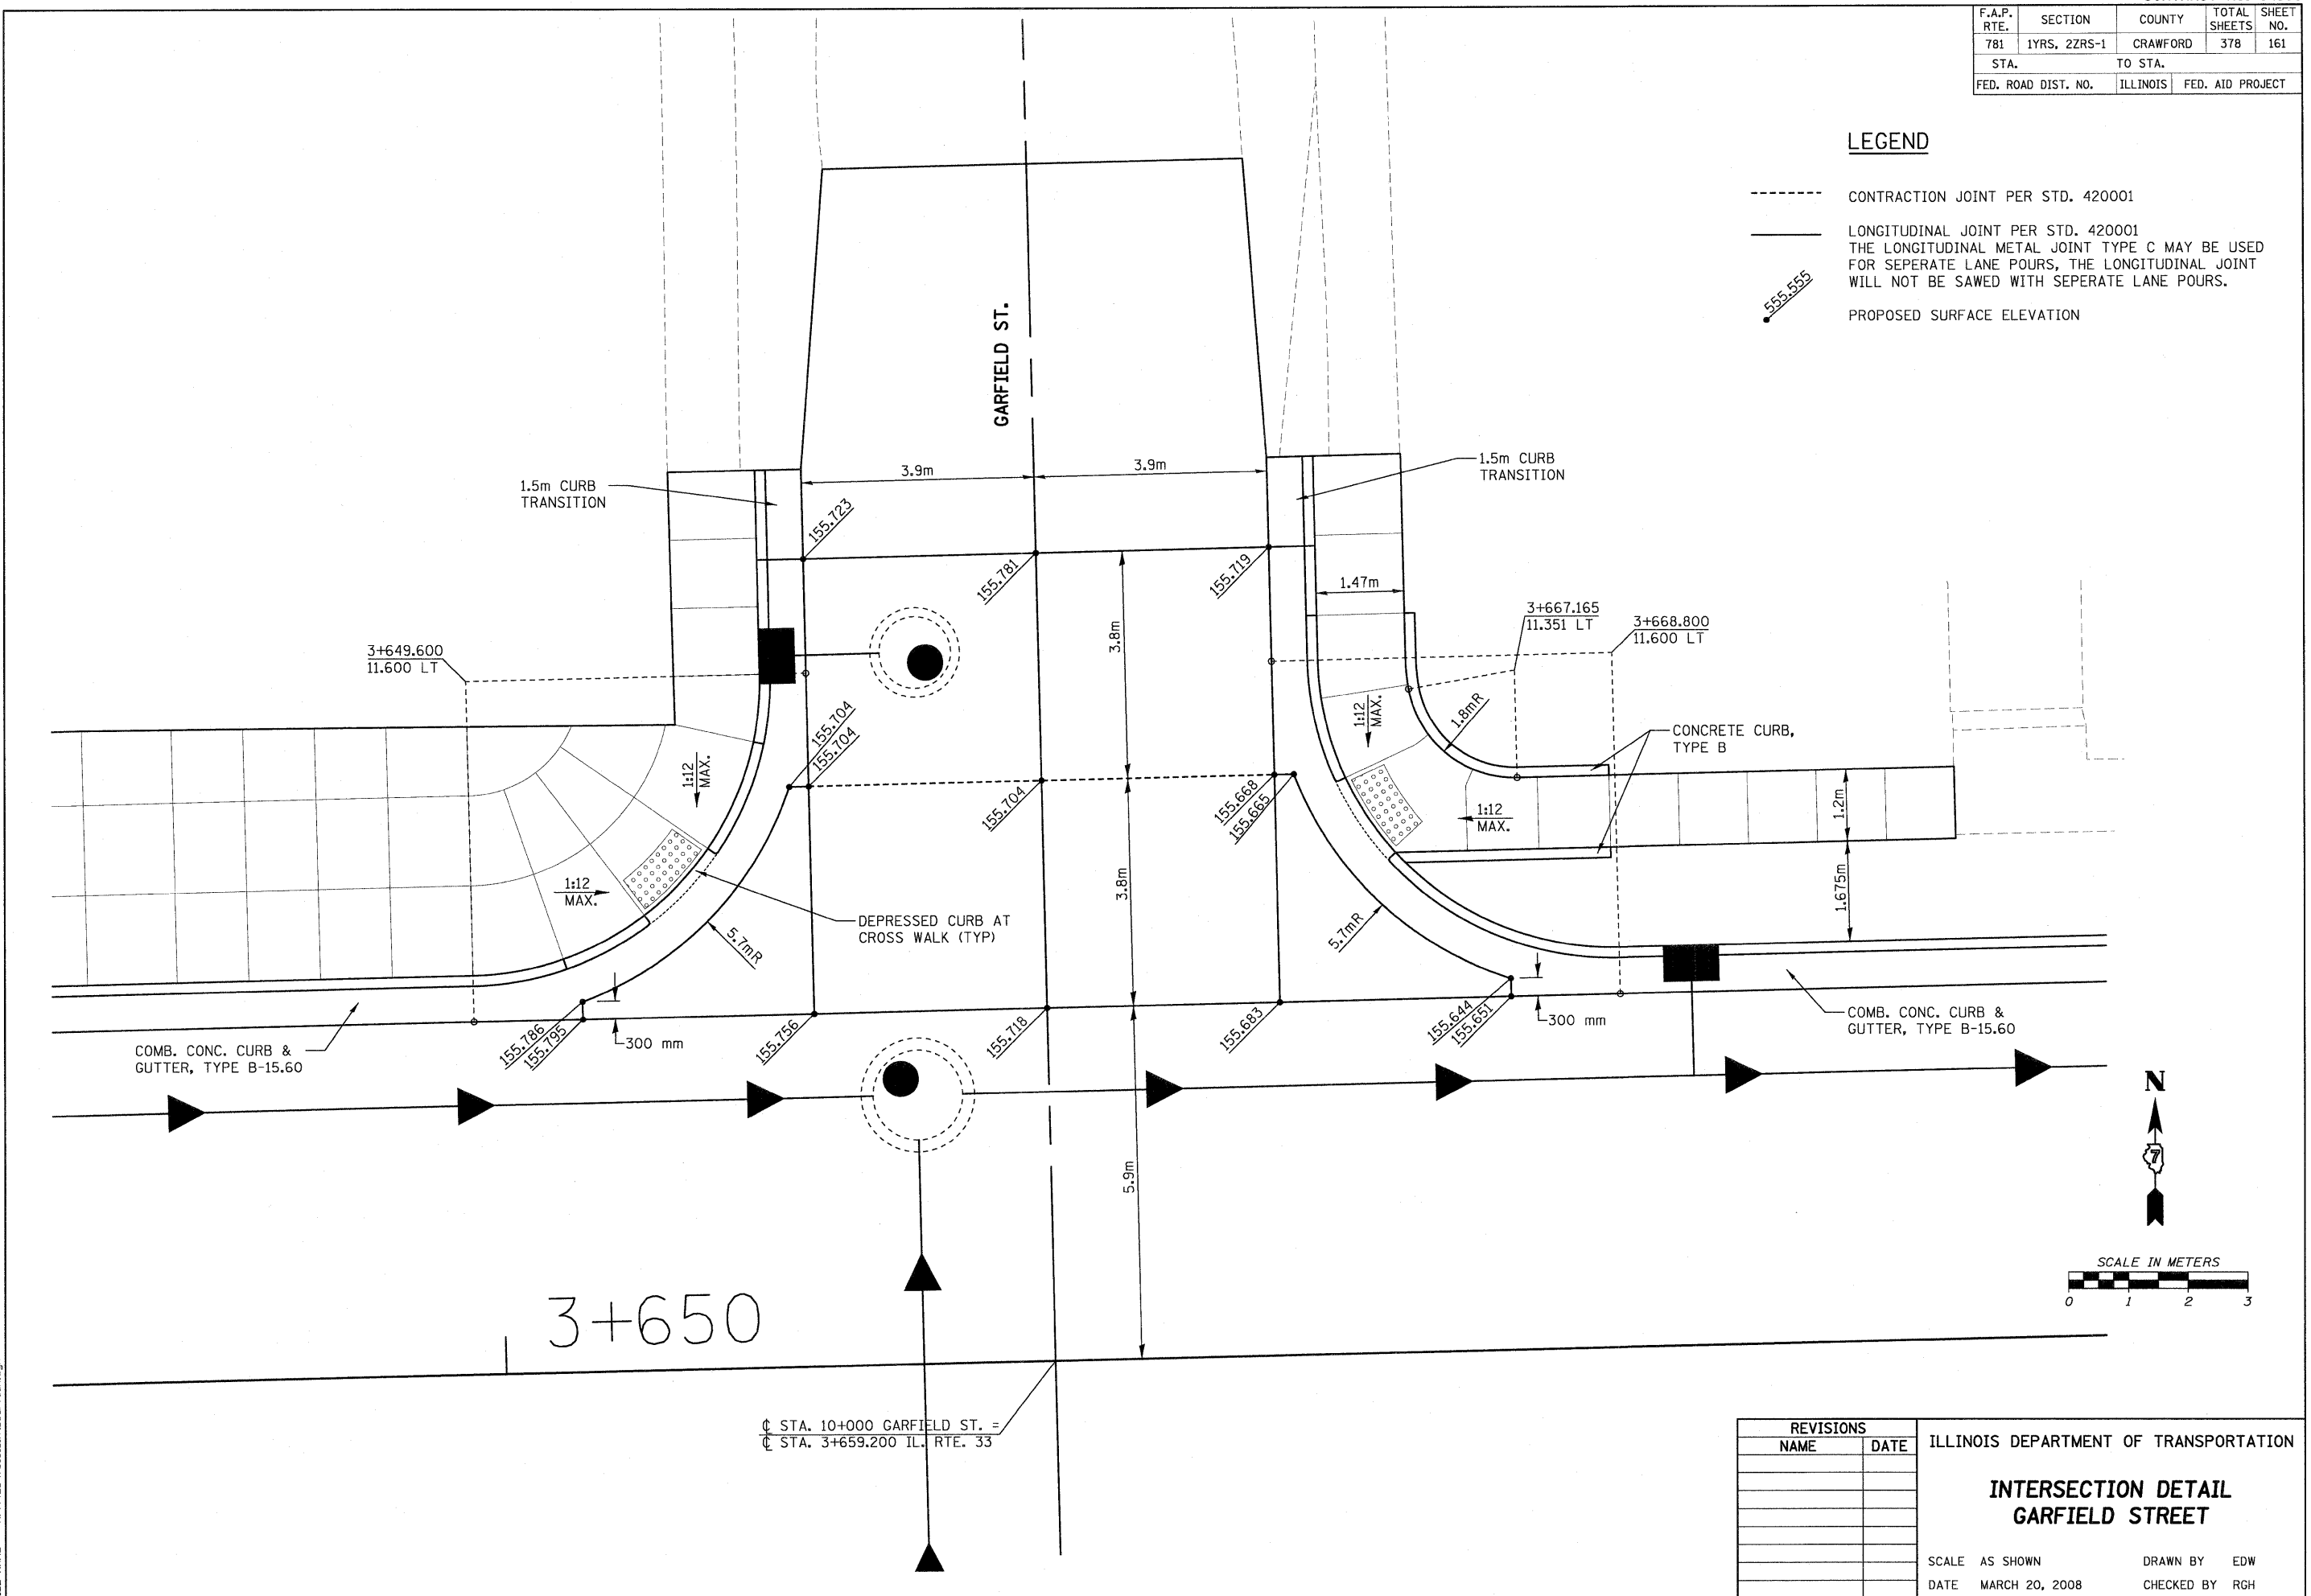 F.A.P. RTE. SECTION COUNTY TOTAL SHEETS SHEET NO.
781 1YRS, 2ZRS-1 CRAWFORD 378 161
STA. TO STA.
FED. ROAD DIST. NO. ILLINOIS FED. AID PROJECT
LEGEND
CONTRACTION JOINT PER STD. 420001
LONGITUDINAL JOINT PER STD. 420001
THE LONGITUDINAL METAL JOINT TYPE C MAY BE USED
FOR SEPERATE LANE POURS, THE LONGITUDINAL JOINT
WILL NOT BE SAWED WITH SEPERATE LANE POURS.
555.555
PROPOSED SURFACE ELEVATION
GARFIELD ST.
3.9m
3.9m
1.5m CURB
TRANSITION
1.5m CURB
TRANSITION
155.723
155.781
155.719
1.47m
3.8m
3+649.600
11.600 LT
3+667.165
11.351 LT
3+668.800
11.600 LT
155.704
155.704
1:12
MAX.
1:12
MAX.
1.8mR
CONCRETE CURB,
TYPE B
155.704
155.668
155.665
1:12
MAX.
1.2m
1:12
MAX.
3.8m
1.675m
DEPRESSED CURB AT
CROSS WALK (TYP)
5.7mR
5.7mR
155.786
155.795
300 mm
155.756
155.718
155.683
155.644
155.651
300 mm
COMB. CONC. CURB &
GUTTER, TYPE B-15.60
COMB. CONC. CURB &
GUTTER, TYPE B-15.60
5.9m
N
7
SCALE IN METERS
0 1 2 3
3+650
℄ STA. 10+000 GARFIELD ST. =
℄ STA. 3+659.200 IL. RTE. 33
REVISIONS
NAME DATE
ILLINOIS DEPARTMENT OF TRANSPORTATION
INTERSECTION DETAIL
GARFIELD STREET
SCALE AS SHOWN DRAWN BY EDW
DATE MARCH 20, 2008 CHECKED BY RGH